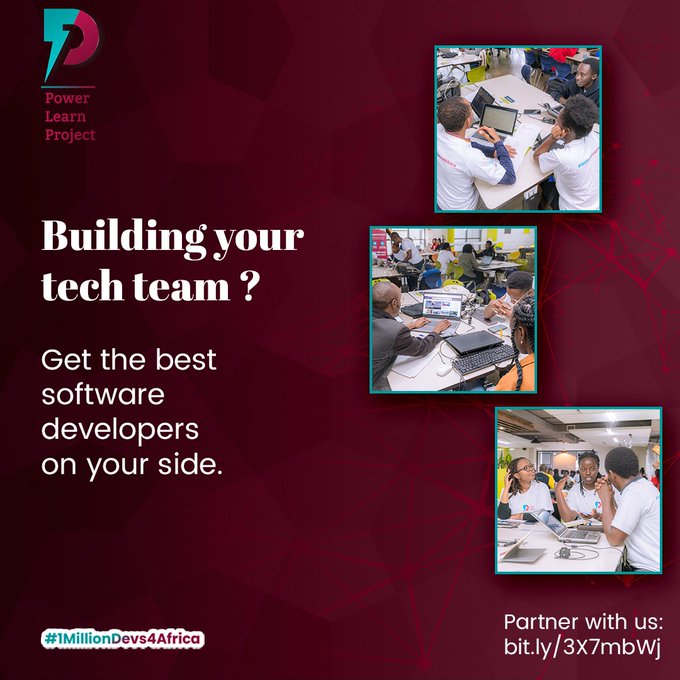 Power
Learn
Project
Building your
tech team ?
Get the best
software
developers
on your side.
#1MillionDevs4Africa
Partner with us:
bit.ly/3X7mbWj